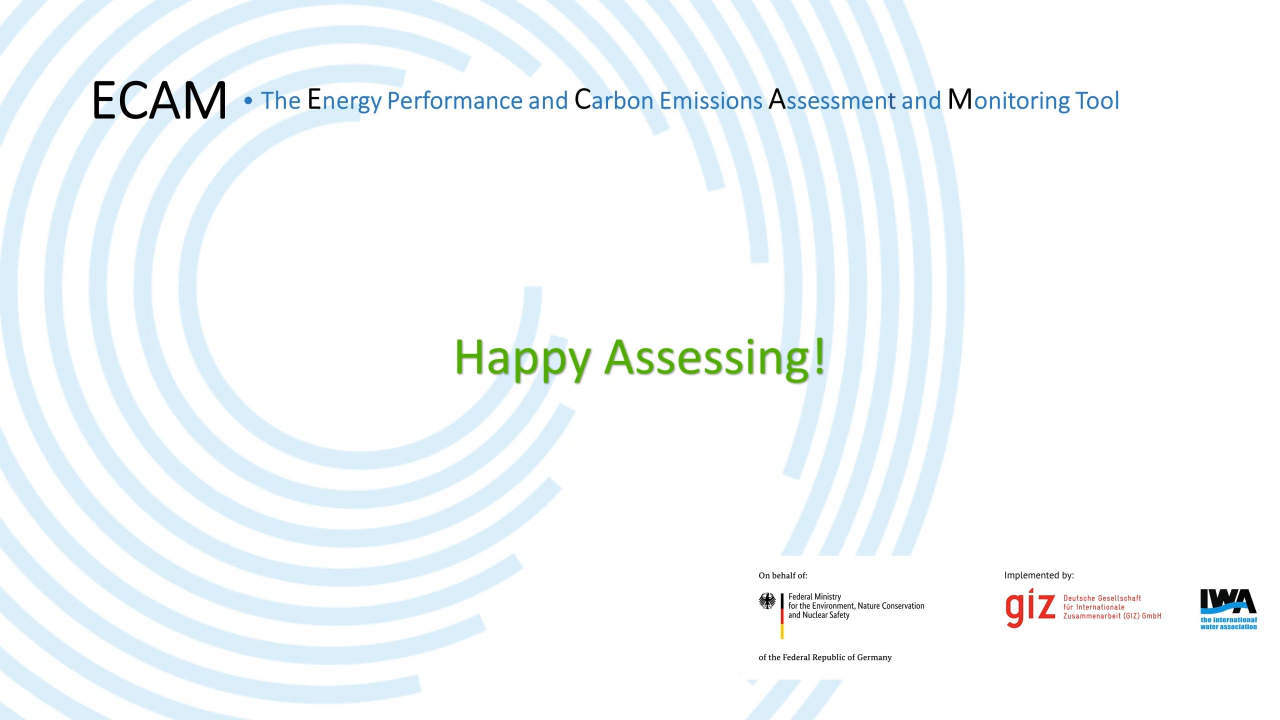 ECAM • The Energy Performance and Carbon Emissions Assessment and Monitoring Tool
Happy Assessing!
On behalf of:
Federal Ministry
for the Environment, Nature Conservation
and Nuclear Safety
of the Federal Republic of Germany
Implemented by:
giz
Deutsche Gesellschaft
für Internationale
Zusammenarbeit (GIZ) GmbH
IWA
the international
water association